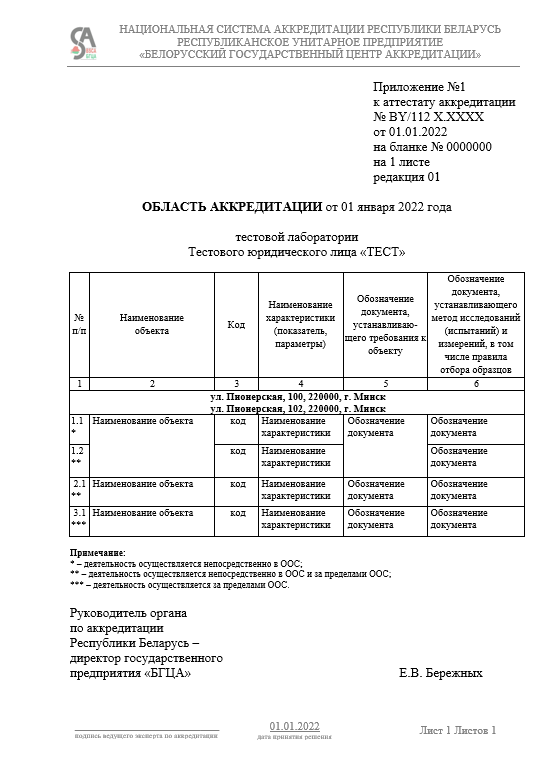 НАЦИОНАЛЬНАЯ СИСТЕМА АККРЕДИТАЦИИ РЕСПУБЛИКИ БЕЛАРУСЬ
РЕСПУБЛИКАНСКОЕ УНИТАРНОЕ ПРЕДПРИЯТИЕ
«БЕЛОРУССКИЙ ГОСУДАРСТВЕННЫЙ ЦЕНТР АККРЕДИТАЦИИ»
Приложение №1
к аттестату аккредитации
№ BY/112 X.XXXX
от 01.01.2022
на бланке № 0000000
на 1 листе
редакция 01
ОБЛАСТЬ АККРЕДИТАЦИИ от 01 января 2022 года
тестовой лаборатории
Тестового юридического лица «ТЕСТ»
№ п/п
Наименование объекта
Код
Наименование характеристики (показатель, параметры)
Обозначение документа, устанавливаю-щего требования к объекту
Обозначение документа, устанавливающего метод исследований (испытаний) и измерений, в том числе правила отбора образцов
1 2 3 4 5 6
ул. Пионерская, 100, 220000, г. Минск
ул. Пионерская, 102, 220000, г. Минск
1.1 Наименование объекта код Наименование Обозначение Обозначение
* характеристики документа документа
1.2 код Наименование Обозначение
** характеристики документа
2.1 Наименование объекта код Наименование Обозначение Обозначение
** характеристики документа документа
3.1 Наименование объекта код Наименование Обозначение Обозначение
*** характеристики документа документа
Примечание:
* – деятельность осуществляется непосредственно в ООС;
** – деятельность осуществляется непосредственно в ООС и за пределами ООС;
*** – деятельность осуществляется за пределами ООС.
Руководитель органа
по аккредитации
Республики Беларусь –
директор государственного
предприятия «БГЦА» Е.В. Бережных
01.01.2022
подпись ведущего эксперта по аккредитации
дата принятия решения
Лист 1 Листов 1